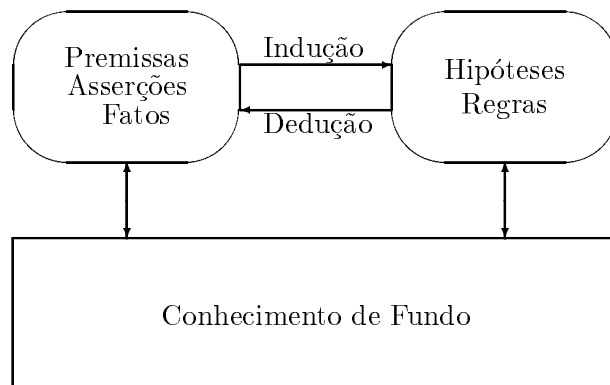 Premissas
Asserções
Fatos
Indução
Dedução
Hipóteses
Regras
Conhecimento de Fundo